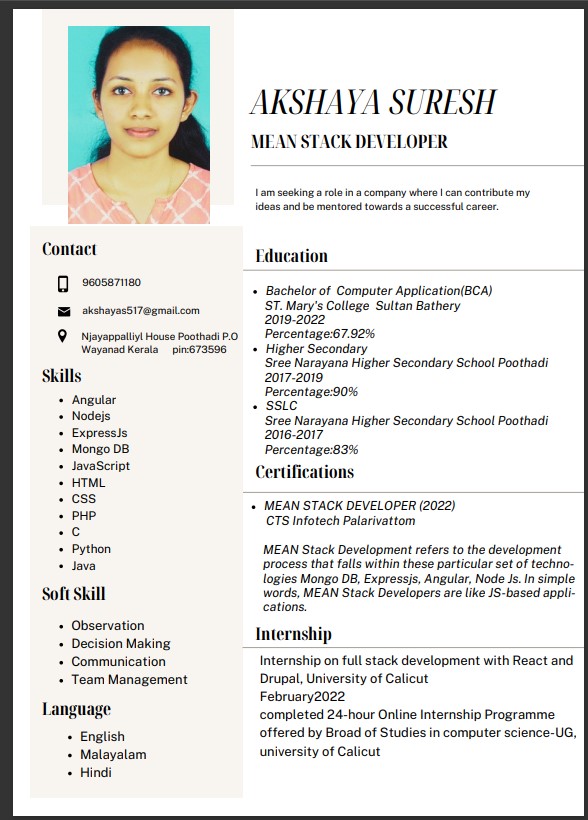 AKSHAYA SURESH
MEAN STACK DEVELOPER
I am seeking a role in a company where I can contribute my
ideas and be mentored towards a successful career.
Contact
9605871180
akshayas517@gmail.com
Njayappalliyl House Poothadi P.O
Wayanad Kerala pin:673596
Skills
• Angular
• Nodejs
• ExpressJs
• Mongo DB
• JavaScript
• HTML
• CSS
• PHP
• C
• Python
• Java
Soft Skill
• Observation
• Decision Making
• Communication
• Team Management
Language
• English
• Malayalam
• Hindi
Education
• Bachelor of Computer Application(BCA)
ST. Mary's College Sultan Bathery
2019-2022
Percentage:67.92%
• Higher Secondary
Sree Narayana Higher Secondary School Poothadi
2017-2019
Percentage:90%
• SSLC
Sree Narayana Higher Secondary School Poothadi
2016-2017
Percentage:83%
Certifications
• MEAN STACK DEVELOPER (2022)
CTS Infotech Palarivattom
MEAN Stack Development refers to the development
process that falls within these particular set of techno-
logies Mongo DB, Expressjs, Angular, Node Js. In simple
words, MEAN Stack Developers are like JS-based appli-
cations.
Internship
Internship on full stack development with React and
Drupal, University of Calicut
February2022
completed 24-hour Online Internship Programme
offered by Broad of Studies in computer science-UG,
university of Calicut